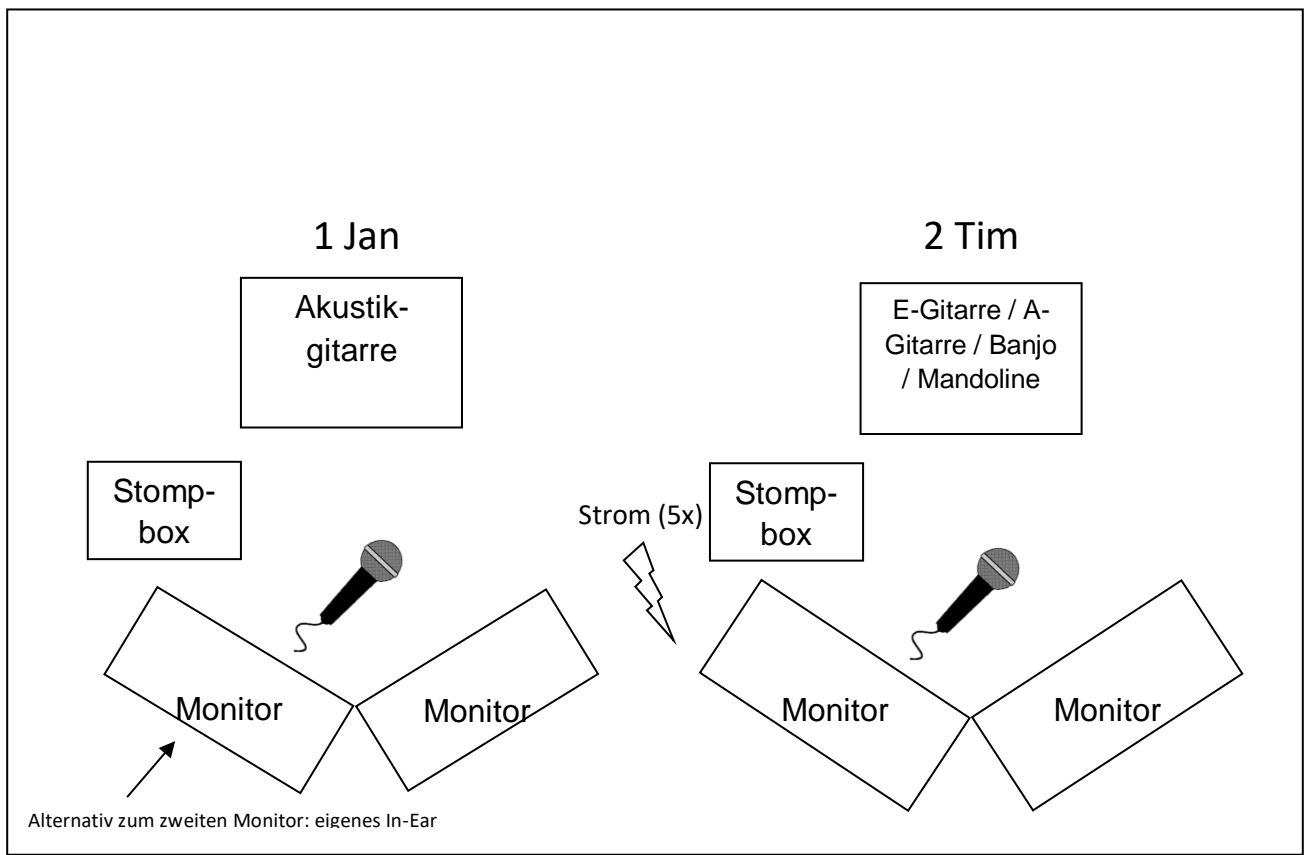 1 Jan
2 Tim
Akustik-
gitarre
E-Gitarre / A-
Gitarre / Banjo
/ Mandoline
Stomp-
box
Strom (5x)
Stomp-
box
Monitor
Monitor
Monitor
Monitor
Alternativ zum zweiten Monitor: eigenes In-Ear